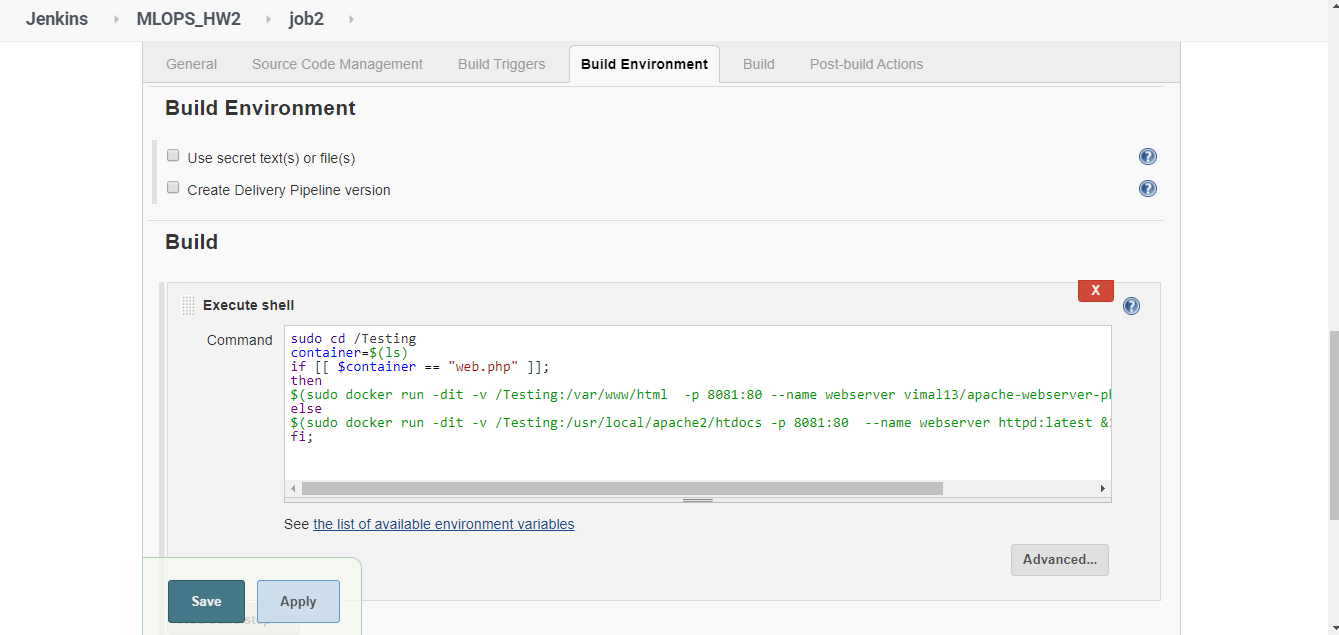 Jenkins MLOPS_HW2 job2
General Source Code Management Build Triggers Build Environment Build Post-build Actions
Build Environment
Use secret text(s) or file(s)
Create Delivery Pipeline version
Build
X
Execute shell
Command
sudo cd /Testing
container=$(ls)
if [[ $container == "web.php" ]];
then
$(sudo docker run -dit -v /Testing:/var/www/html  -p 8081:80 --name webserver vimal13/apache-webserver-ph
else
$(sudo docker run -dit -v /Testing:/usr/local/apache2/htdocs -p 8081:80  --name webserver httpd:latest &
fi;
See the list of available environment variables
Advanced...
Save Apply